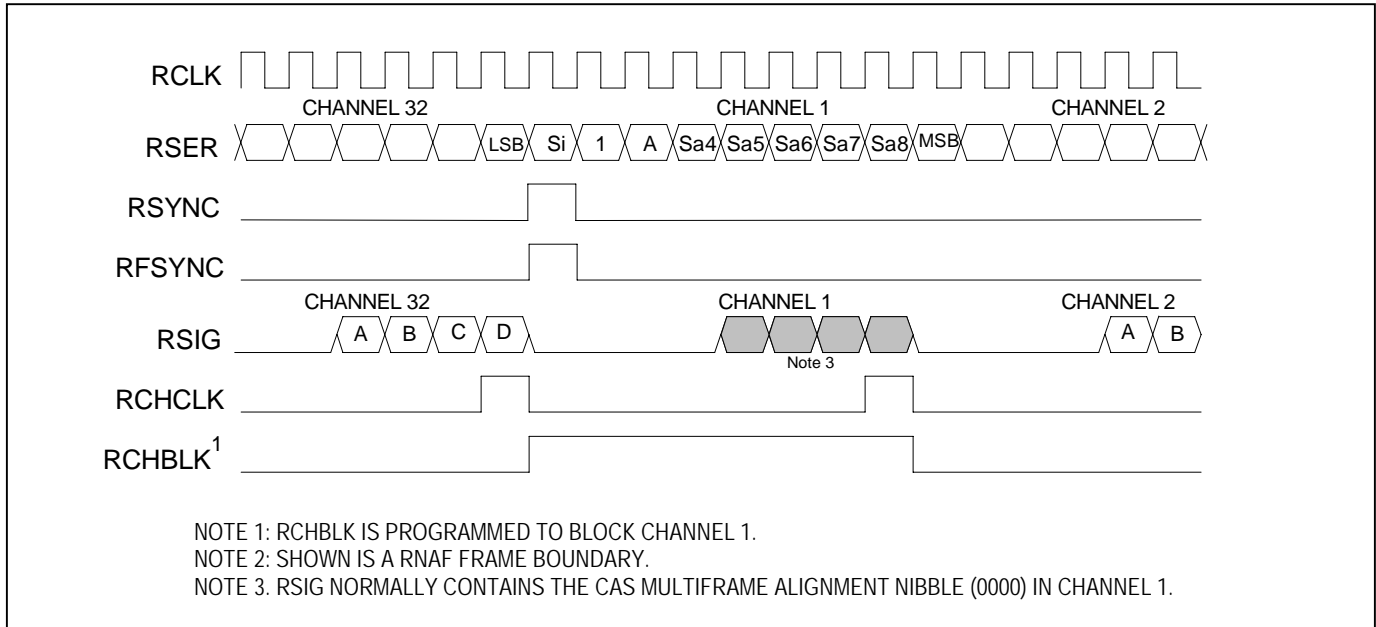 RCLK
CHANNEL 32 CHANNEL 1 CHANNEL 2
RSER LSB Si 1 A Sa4 Sa5 Sa6 Sa7 Sa8 MSB
RSYNC
RFSYNC
CHANNEL 32 CHANNEL 1 CHANNEL 2
RSIG A B C D A B
Note 3
RCHCLK
RCHBLK1
NOTE 1: RCHBLK IS PROGRAMMED TO BLOCK CHANNEL 1.
NOTE 2: SHOWN IS A RNAF FRAME BOUNDARY.
NOTE 3. RSIG NORMALLY CONTAINS THE CAS MULTIFRAME ALIGNMENT NIBBLE (0000) IN CHANNEL 1.